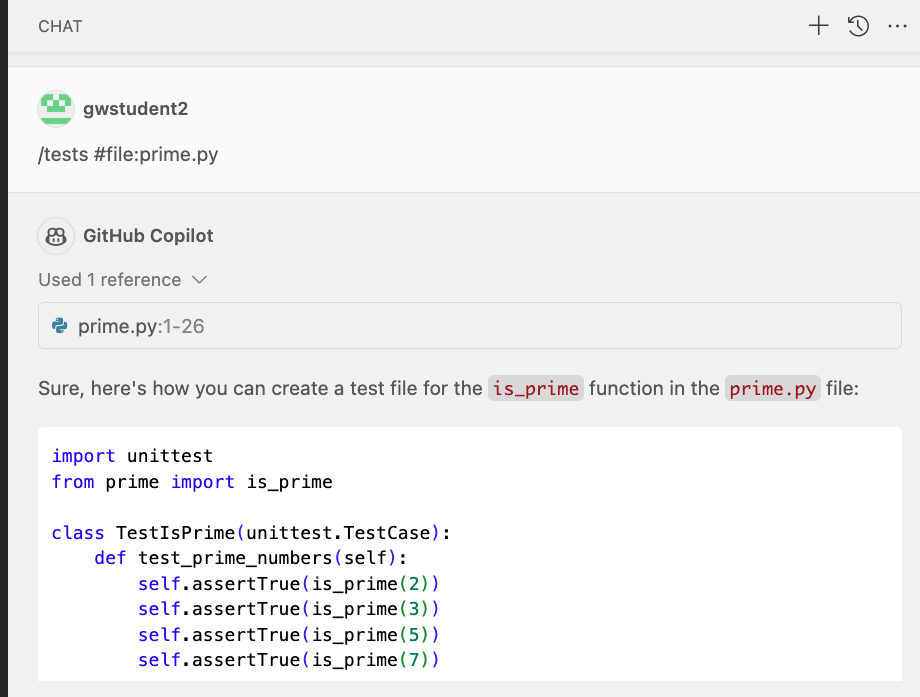 CHAT
gwstudent2
/tests #file:prime.py
GitHub Copilot
Used 1 reference
prime.py:1-26
Sure, here's how you can create a test file for the is_prime function in the prime.py file:
import unittest
from prime import is_prime
class TestIsPrime(unittest.TestCase):
    def test_prime_numbers(self):
        self.assertTrue(is_prime(2))
        self.assertTrue(is_prime(3))
        self.assertTrue(is_prime(5))
        self.assertTrue(is_prime(7))